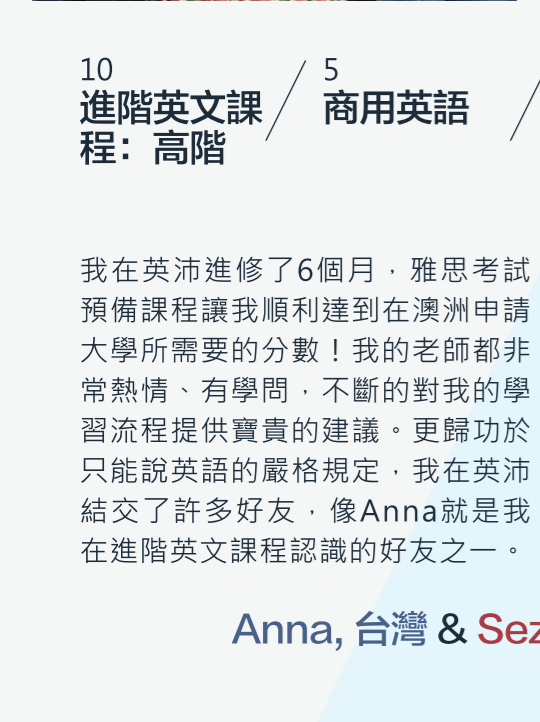 10
進階英文課
程：高階
5
商用英語
我在英沛進修了6個月，雅思考試
預備課程讓我順利達到在澳洲申請
大學所需要的分數！我的老師都非
常熱情、有學問，不斷的對我的學
習流程提供寶貴的建議。更歸功於
只能說英語的嚴格規定，我在英沛
結交了許多好友，像Anna就是我
在進階英文課程認識的好友之一。
Anna, 台灣 & Sez